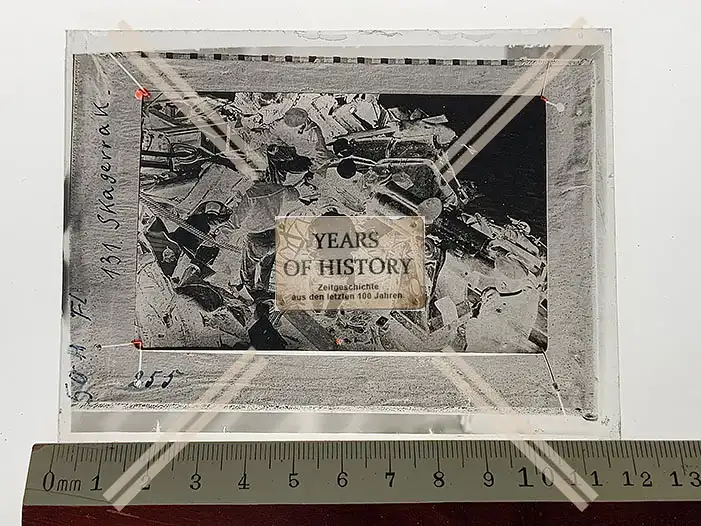 131. Skagerrak.
255
YEARS
OF HISTORY
Zeitgeschichte
aus den letzten 100 Jahren
0mm 1 2 3 4 5 6 7 8 9 10 11 12 13